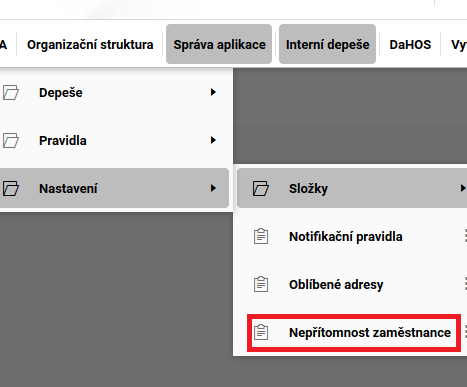 A Organizační struktura Správa aplikace Interní depeše DaHOS Vy
Depeše
Pravidla
Nastavení Složky
Notifikační pravidla
Oblíbené adresy
Nepřítomnost zaměstnance